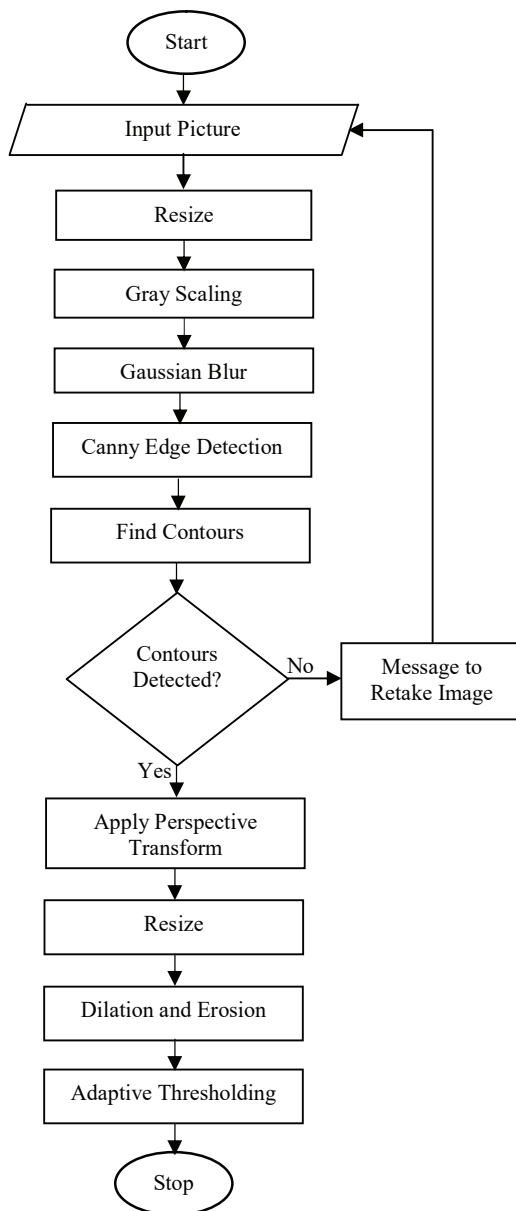 Start
Input Picture
Resize
Gray Scaling
Gaussian Blur
Canny Edge Detection
Find Contours
Contours
Detected?
No
Message to
Retake Image
Yes
Apply Perspective
Transform
Resize
Dilation and Erosion
Adaptive Thresholding
Stop